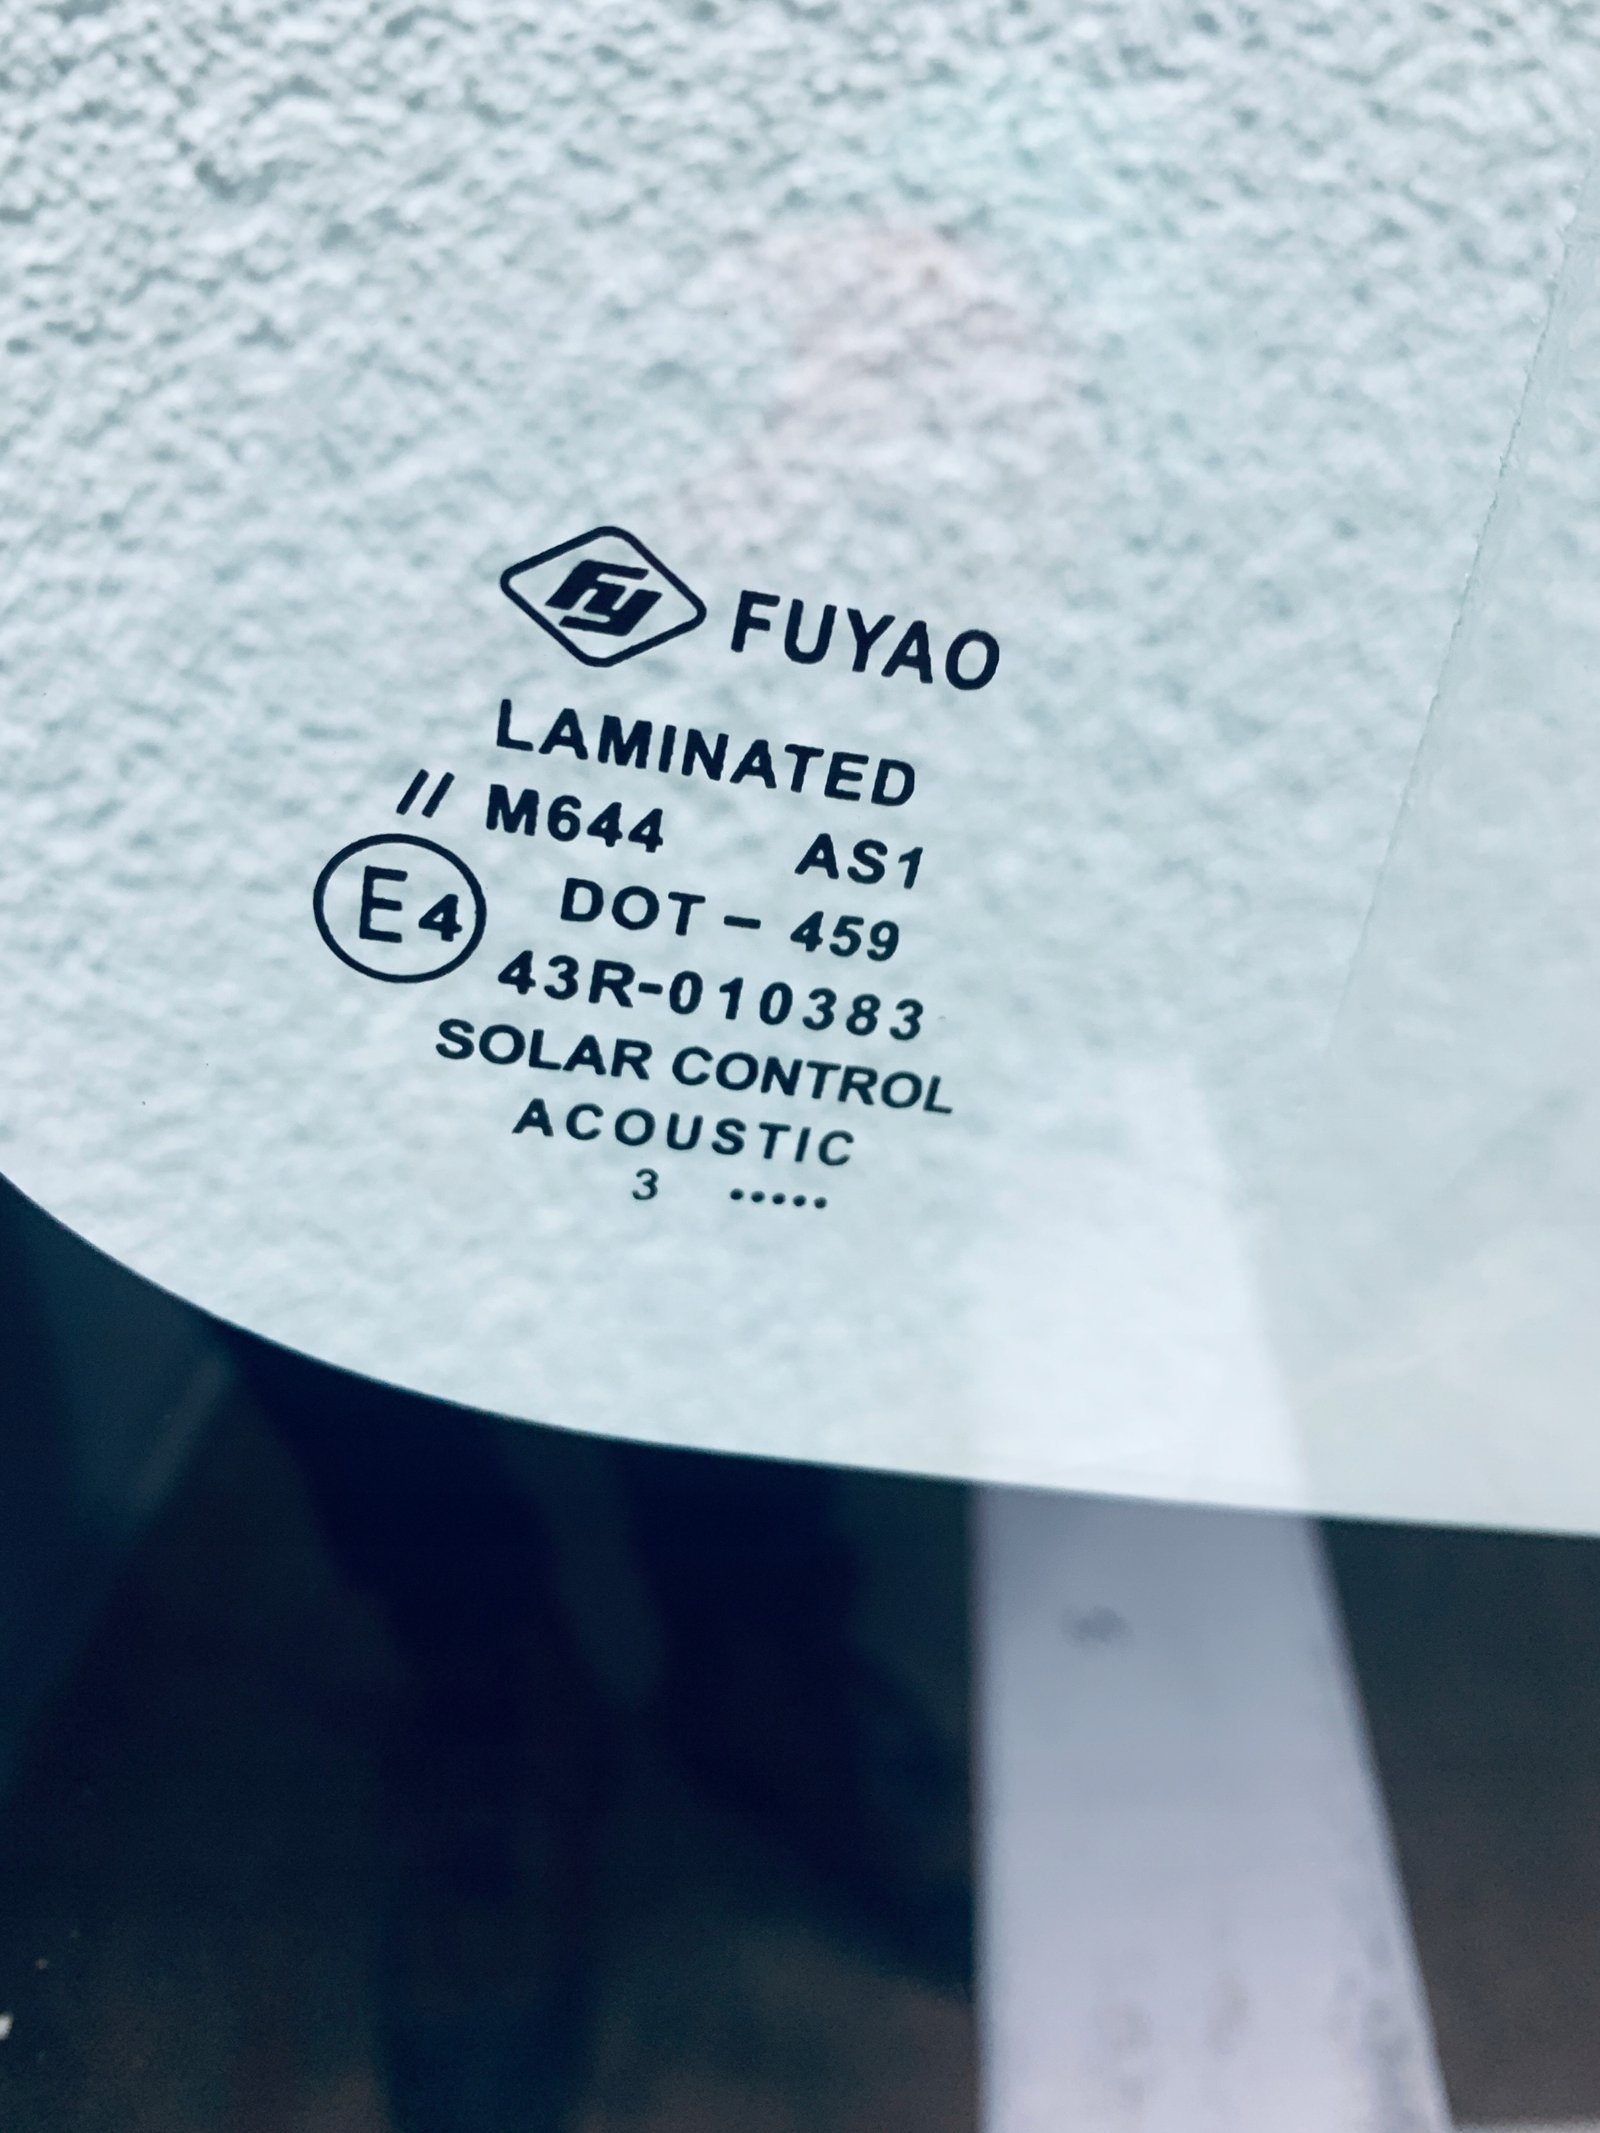 fy FUYAO
LAMINATED
// M644 AS1
E4 DOT – 459
43R-010383
SOLAR CONTROL
ACOUSTIC
3 •••••